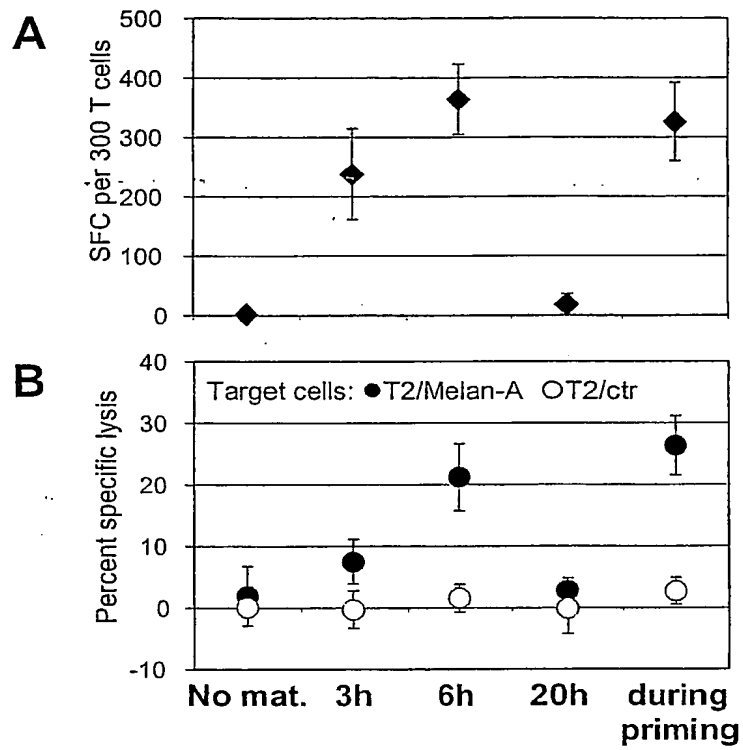 A
SFC per 300 T cells
500
400
300
200
100
0
B
Percent specific lysis
40
30
20
10
0
-10
Target cells: ●T2/Melan-A ○T2/ctr
No mat. 3h 6h 20h during
priming